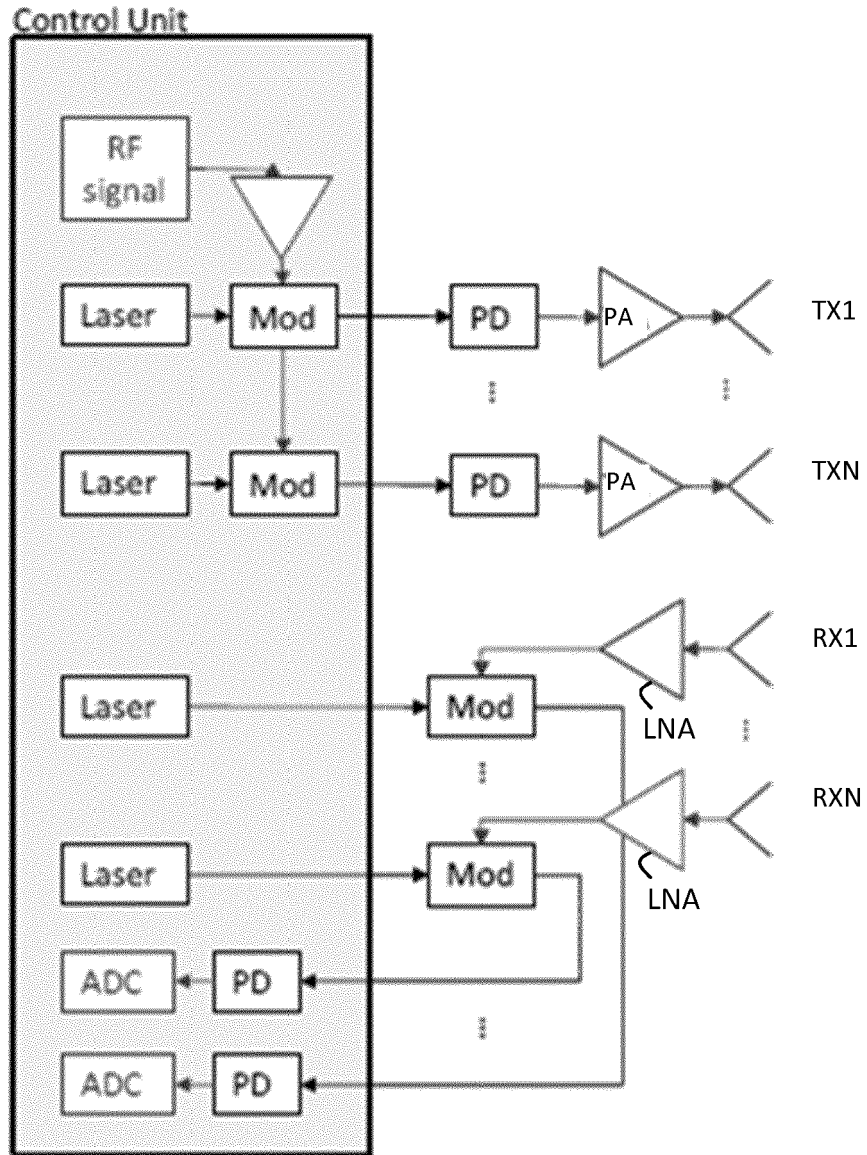 Control Unit
RF
signal
Laser
Mod
PD
PA
TX1
...
...
Laser
Mod
PD
PA
TXN
RX1
Laser
Mod
LNA
...
...
RXN
Laser
Mod
LNA
ADC
PD
...
ADC
PD